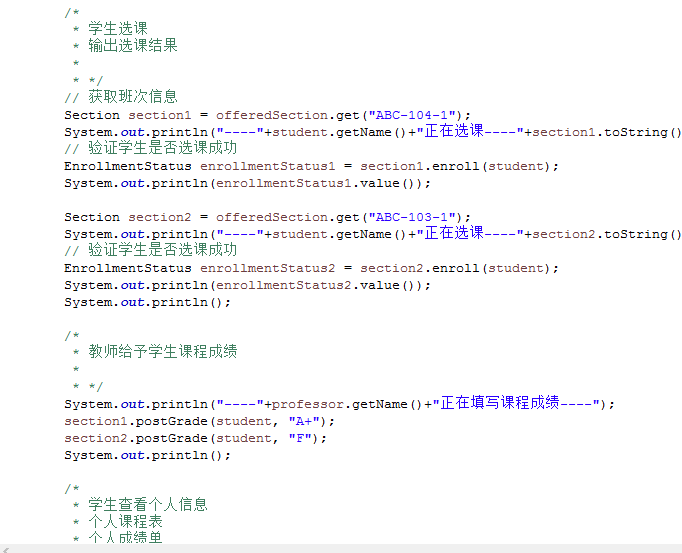 /*
 * 学生选课
 * 输出选课结果
 *
 * */
// 获取班次信息
Section section1 = offeredSection.get("ABC-104-1");
System.out.println("----"+student.getName()+"正在选课----"+section1.toString()
// 验证学生是否选课成功
EnrollmentStatus enrollmentStatus1 = section1.enroll(student);
System.out.println(enrollmentStatus1.value());
Section section2 = offeredSection.get("ABC-103-1");
System.out.println("----"+student.getName()+"正在选课----"+section2.toString()
// 验证学生是否选课成功
EnrollmentStatus enrollmentStatus2 = section2.enroll(student);
System.out.println(enrollmentStatus2.value());
System.out.println();
/*
 * 教师给予学生课程成绩
 *
 * */
System.out.println("----"+professor.getName()+"正在填写课程成绩----");
section1.postGrade(student, "A+");
section2.postGrade(student, "F");
System.out.println();
/*
 * 学生查看个人信息
 * 个人课程表
 * 个人成绩单